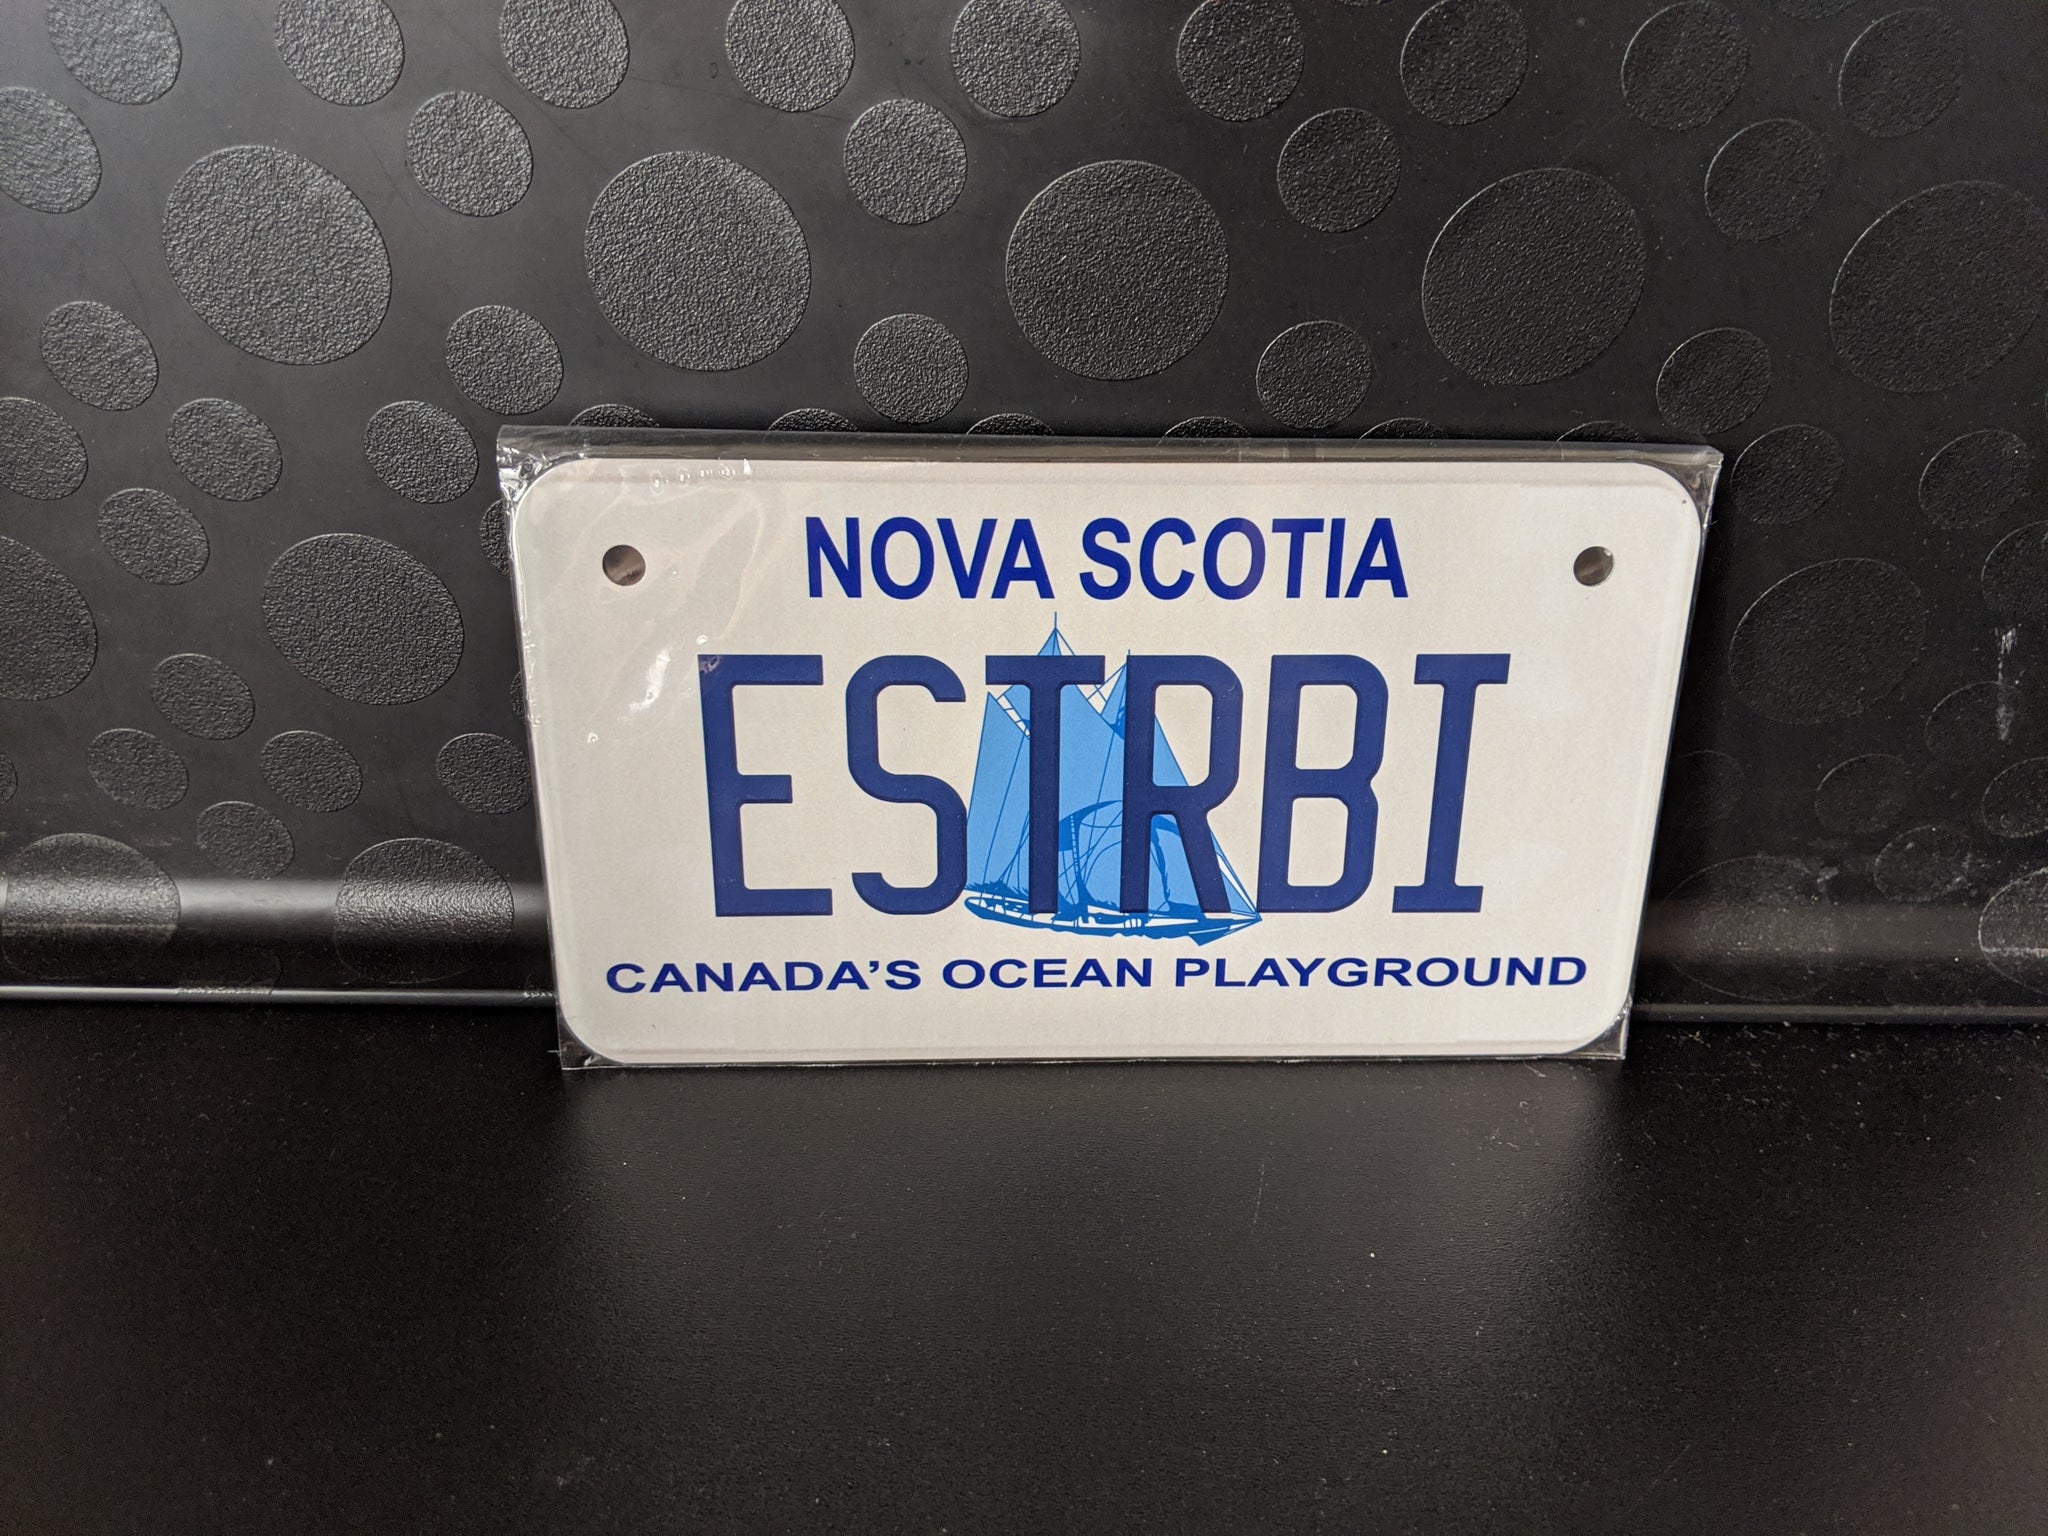 NOVA SCOTIA
ESTRBI
CANADA’S OCEAN PLAYGROUND